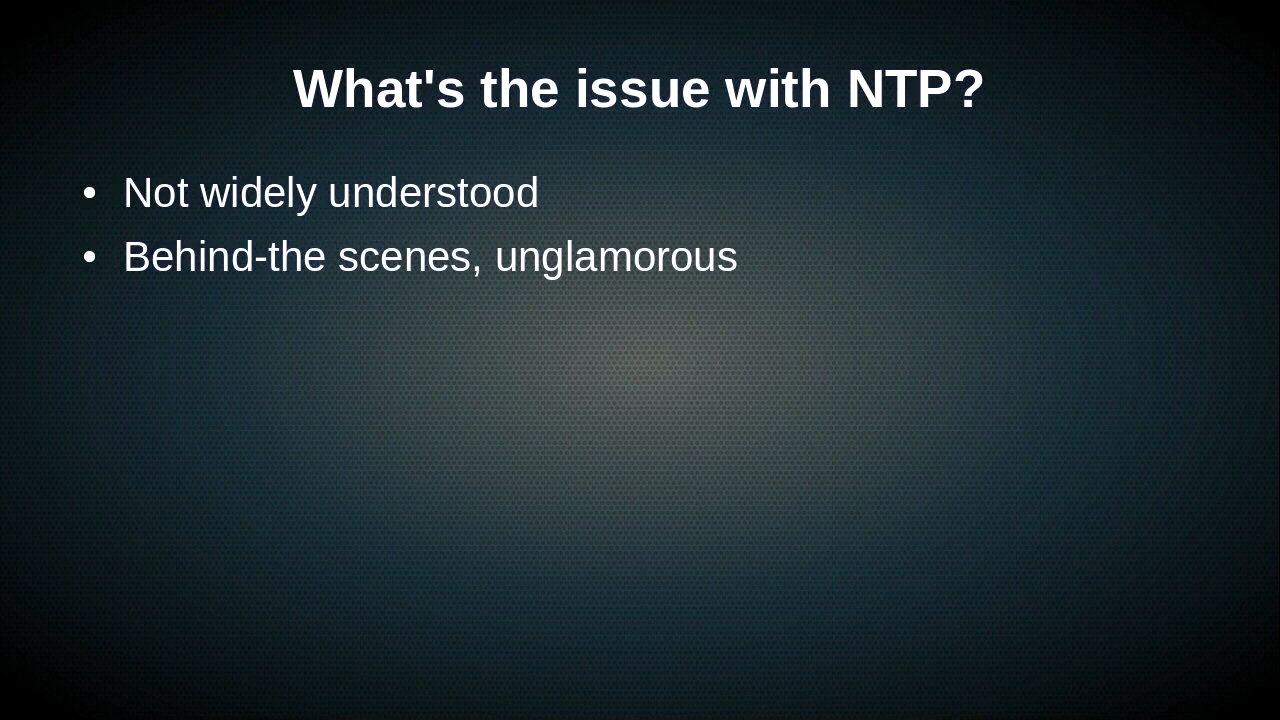 What's the issue with NTP?
• Not widely understood
• Behind-the scenes, unglamorous